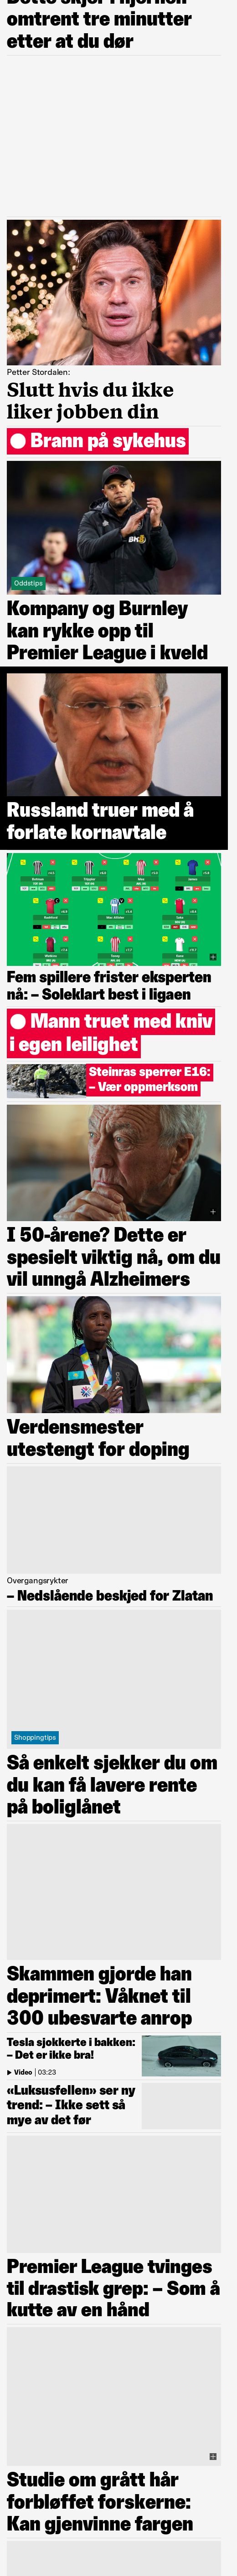 Dette skjer i hjernen
omtrent tre minutter
etter at du dør
Petter Stordalen:
Slutt hvis du ikke
liker jobben din
Brann på sykehus
Oddstips
Kompany og Burnley
kan rykke opp til
Premier League i kveld
Russland truer med å
forlate kornavtale
Fem spillere frister eksperten
nå: – Soleklart best i ligaen
Mann truet med kniv
i egen leilighet
Steinras sperrer E16:
– Vær oppmerksom
I 50-årene? Dette er
spesielt viktig nå, om du
vil unngå Alzheimers
Verdensmester
utestengt for doping
Overgangsrykter
– Nedslående beskjed for Zlatan
Shoppingtips
Så enkelt sjekker du om
du kan få lavere rente
på boliglånet
Skammen gjorde han
deprimert: Våknet til
300 ubesvarte anrop
Tesla sjokkerte i bakken:
– Det er ikke bra!
Video | 03:23
«Luksusfellen» ser ny
trend: – Ikke sett så
mye av det før
Premier League tvinges
til drastisk grep: – Som å
kutte av en hånd
Studie om grått hår
forbløffet forskerne:
Kan gjenvinne fargen